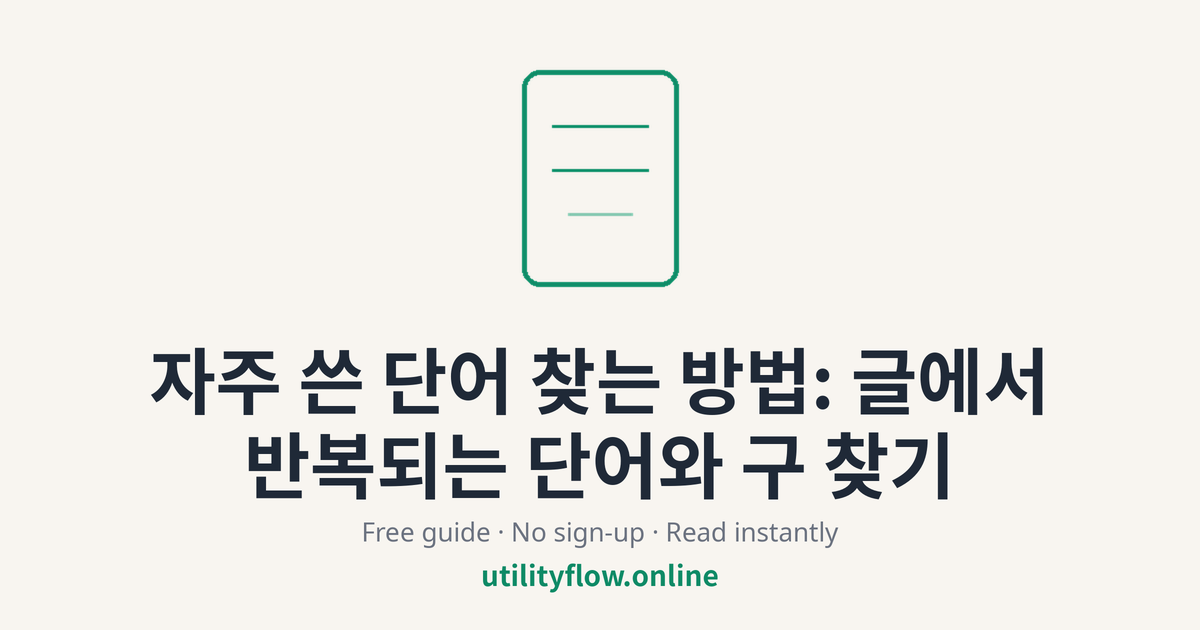 자주 쓴 단어 찾는 방법: 글에서
반복되는 단어와 구 찾기
Free guide · No sign-up · Read instantly
utilityflow.online